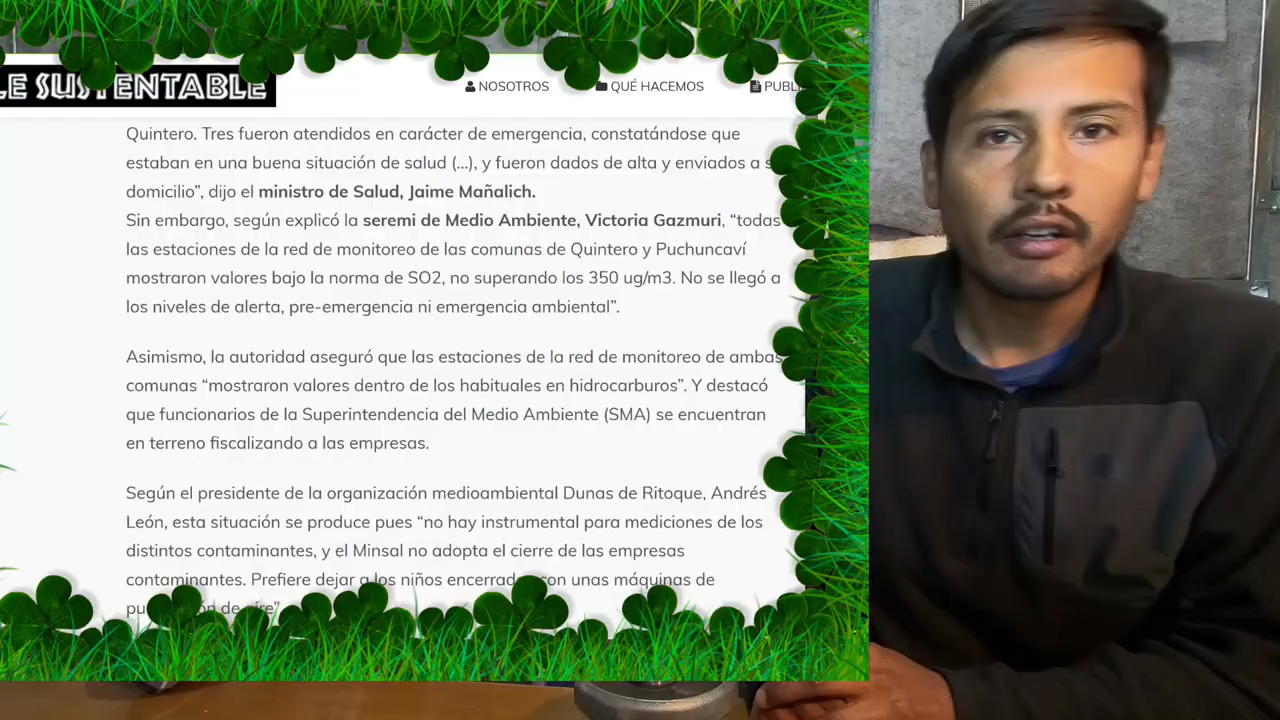 LE SUSTENTABLE
NOSOTROS
QUÉ HACEMOS
Quintero. Tres fueron atendidos en carácter de emergencia, constatándose que
estaban en una buena situación de salud (...), y fueron dados de alta y enviados a s
domicilio”, dijo el ministro de Salud, Jaime Mañalich.
Sin embargo, según explicó la seremi de Medio Ambiente, Victoria Gazmuri, “todas
las estaciones de la red de monitoreo de las comunas de Quintero y Puchuncaví
mostraron valores bajo la norma de SO2, no superando los 350 ug/m3. No se llegó a
los niveles de alerta, pre-emergencia ni emergencia ambiental”.
Asimismo, la autoridad aseguró que las estaciones de la red de monitoreo de ambas
comunas “mostraron valores dentro de los habituales en hidrocarburos”. Y destacó
que funcionarios de la Superintendencia del Medio Ambiente (SMA) se encuentran
en terreno fiscalizando a las empresas.
Según el presidente de la organización medioambiental Dunas de Ritoque, Andrés
León, esta situación se produce pues “no hay instrumental para mediciones de los
distintos contaminantes, y el Minsal no adopta el cierre de las empresas
contaminantes. Prefiere dejar a los niños con unas máquinas de
de